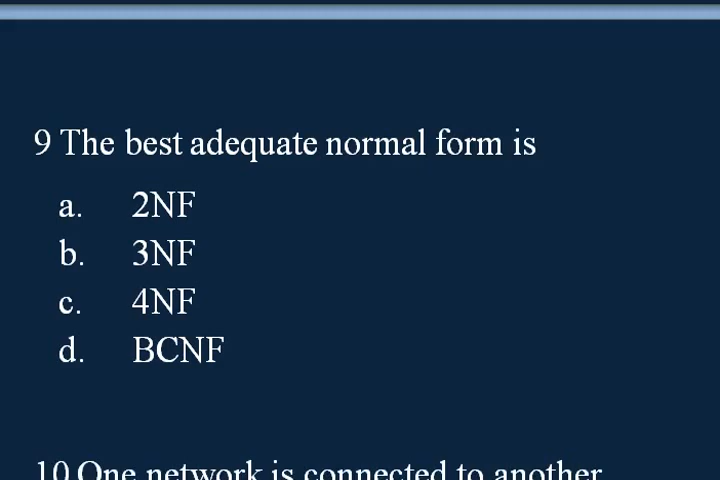 9 The best adequate normal form is
a. 2NF
b. 3NF
c. 4NF
d. BCNF
10 One network is connected to another